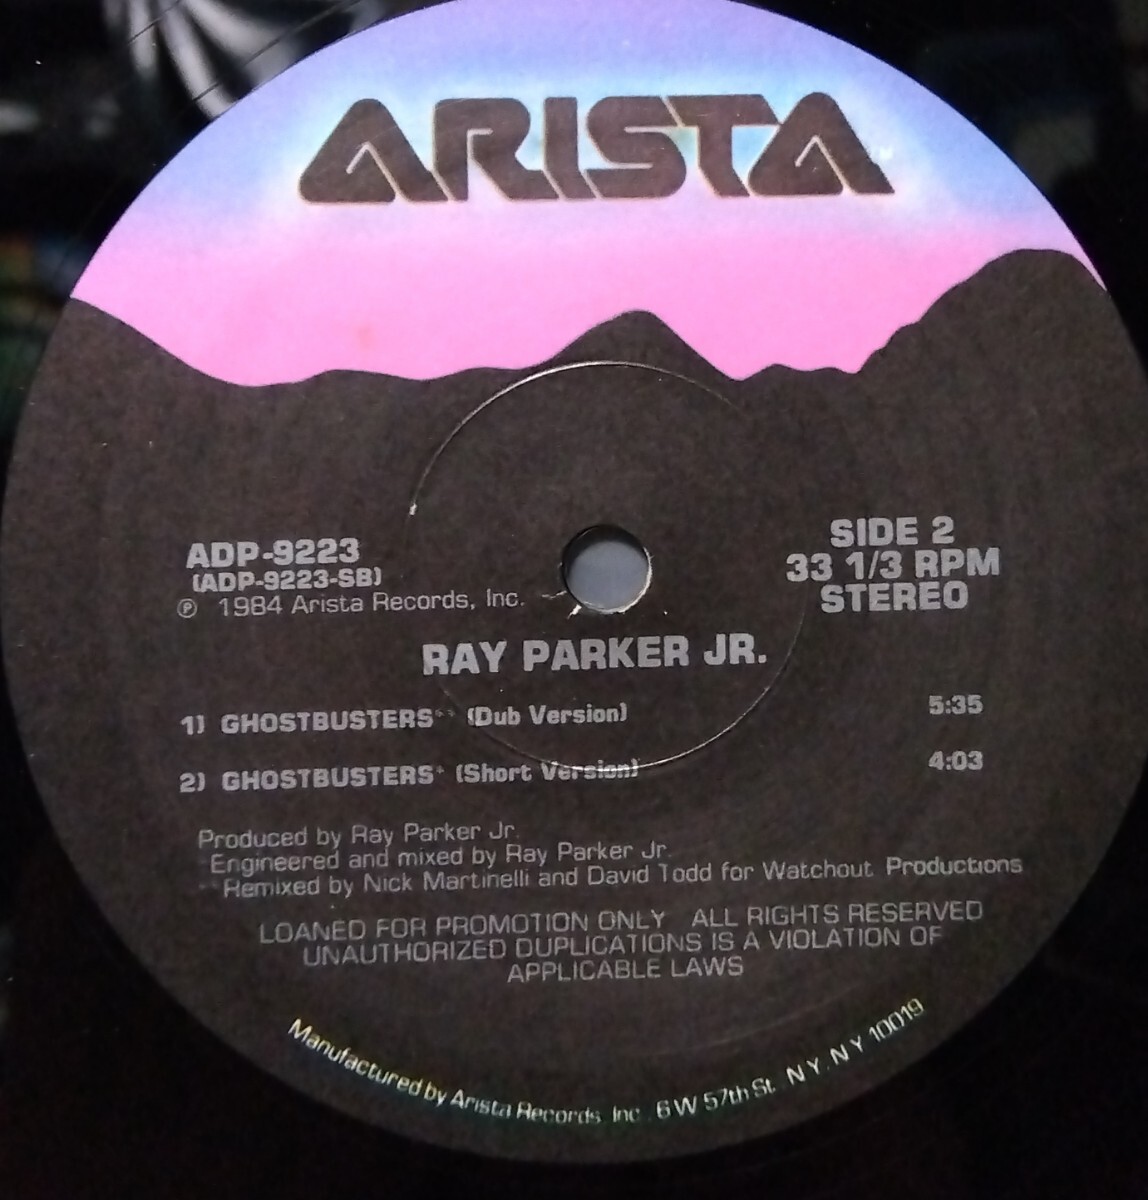 ARISTA
ADP-9223
(ADP-9223-SB)
℗ 1984 Arista Records, Inc.
SIDE 2
33 1/3 RPM
STEREO
RAY PARKER JR.
1) GHOSTBUSTERS** (Dub Version) 5:35
2) GHOSTBUSTERS* (Short Version) 4:03
Produced by Ray Parker Jr.
*Engineered and mixed by Ray Parker Jr.
**Remixed by Nick Martinelli and David Todd for Watchout Productions
LOANED FOR PROMOTION ONLY ALL RIGHTS RESERVED
UNAUTHORIZED DUPLICATIONS IS A VIOLATION OF
APPLICABLE LAWS
Manufactured by Arista Records, Inc., 6 W 57th St. N.Y. N.Y 10019